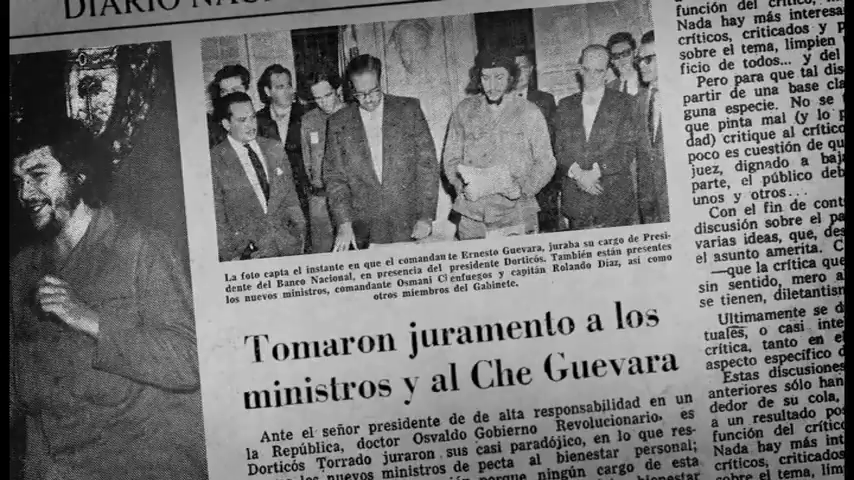 DIARIO
La foto capta el instante en que el comandante Ernesto Guevara, juraba su cargo de Presi-
dente del Banco Nacional, en presencia del presidente Dorticós. También están presentes
los nuevos ministros, comandante Osmani Cienfuegos y capitán Rolando Díaz, así como
otros miembros del Gabinete.
Tomaron juramento a los
ministros y al Che Guevara
Ante el señor presidente de
la República, doctor Osvaldo
Dorticós Torrado juraron sus
nuevos ministros de
de alta responsabilidad en un
Gobierno Revolucionario. es
casi paradójico, en lo que res-
pecta al bienestar personal;
porque ningún cargo de esta
bienestar
función del crític
Nada hay más interesa
críticos, criticados y p
sobre el tema, limpien
ficio de todos... y del
Pero para que tal dis
partir de una base cla
guna especie. No se
que pinta mal (y lo p
dad) critique al crítico
poco es cuestión de qu
juez, dignado a baja
parte, el público deb
unos y otros...
Con el fin de cont
discusión sobre el pa
varias ideas, que, des
el asunto amerita. C
—que la crítica que
sin sentido, mero a
se tienen, diletantism
Ultimamente se d
tuales, o casi inte
crítica, tanto en el
aspecto específico d
Estas discusiones
anteriores sólo han
dedor de su cola,
a un resultado pos
función del crític
Nada hay más int
críticos, criticados
sobre el tema, lim